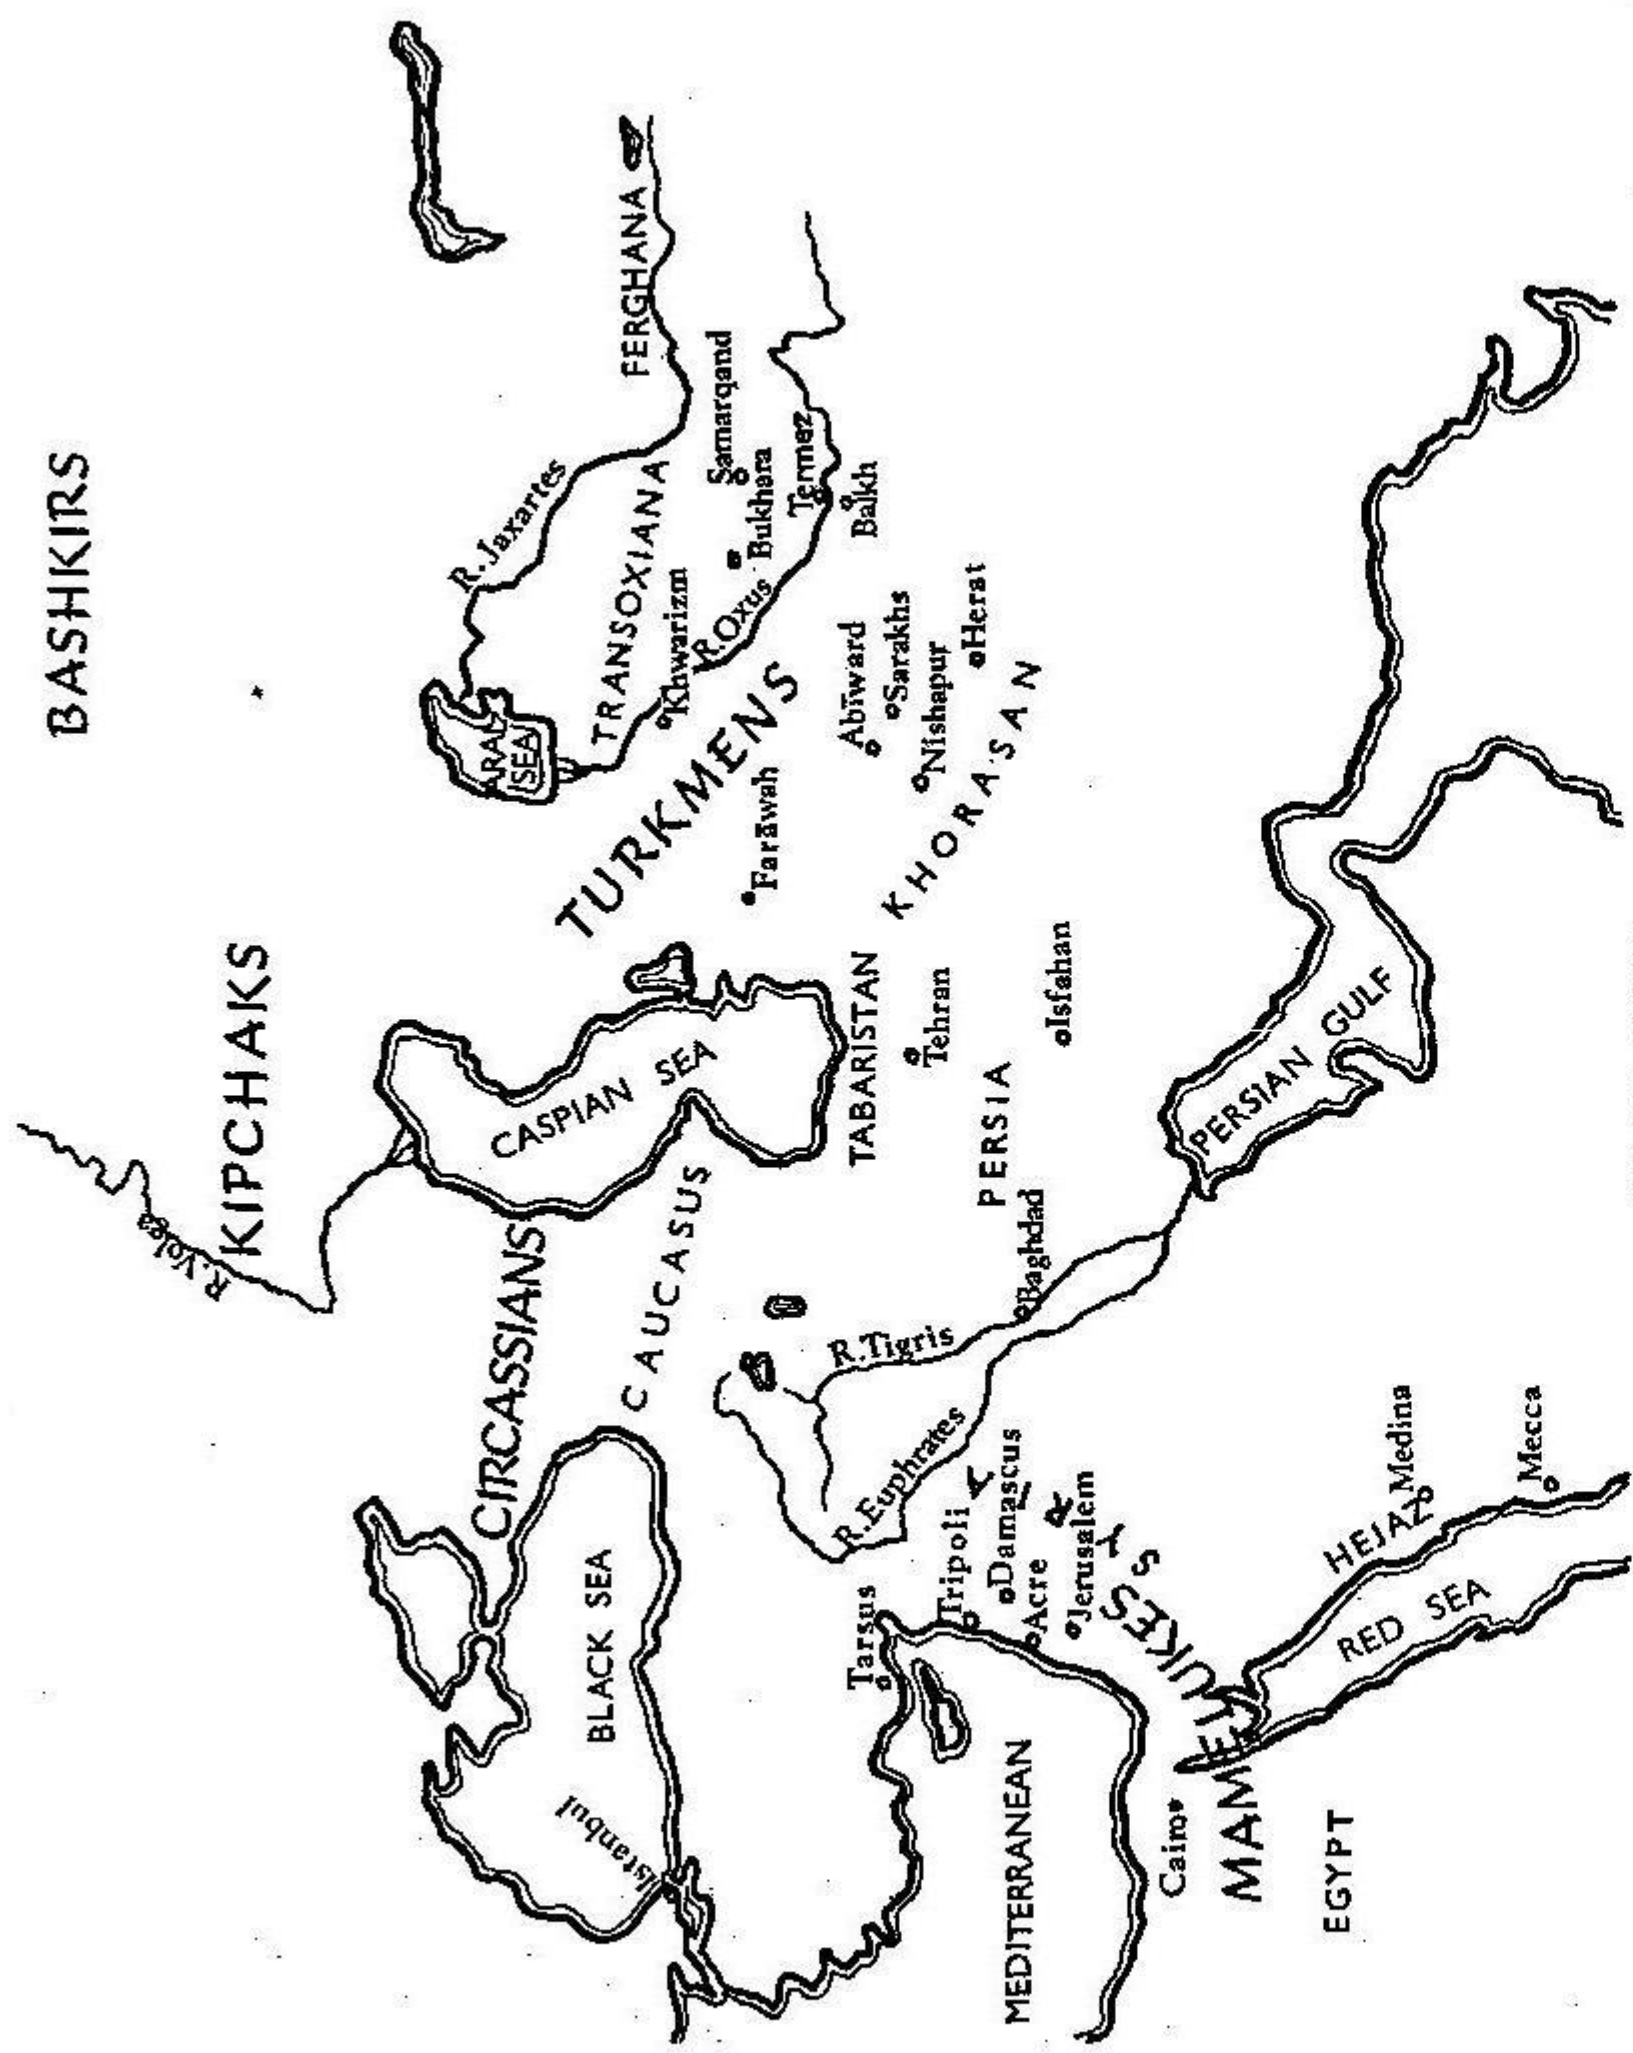 BASHKIRS
KIPCHAKS
R. Volga
R. Jaxartes
ARAL
SEA
TRANSOXIANA
FERGHANA
Khwarizm
Samarqand
Bukhara
R. Oxus
Termez
Balkh
TURKMENS
Farāwah
Abīward
Sarakhs
Nishapur
Herat
KHORASAN
CIRCASSIANS
CASPIAN SEA
CAUCASUS
TABARISTAN
Tehran
Isfahan
PERSIA
Baghdad
R. Tigris
R. Euphrates
BLACK SEA
Istanbul
Tarsus
Tripoli
Damascus
Acre
Jerusalem
SYRIA
MEDITERRANEAN
Cairo
MAMELUKES
EGYPT
PERSIAN GULF
HEJAZ
Medina
Mecca
RED SEA